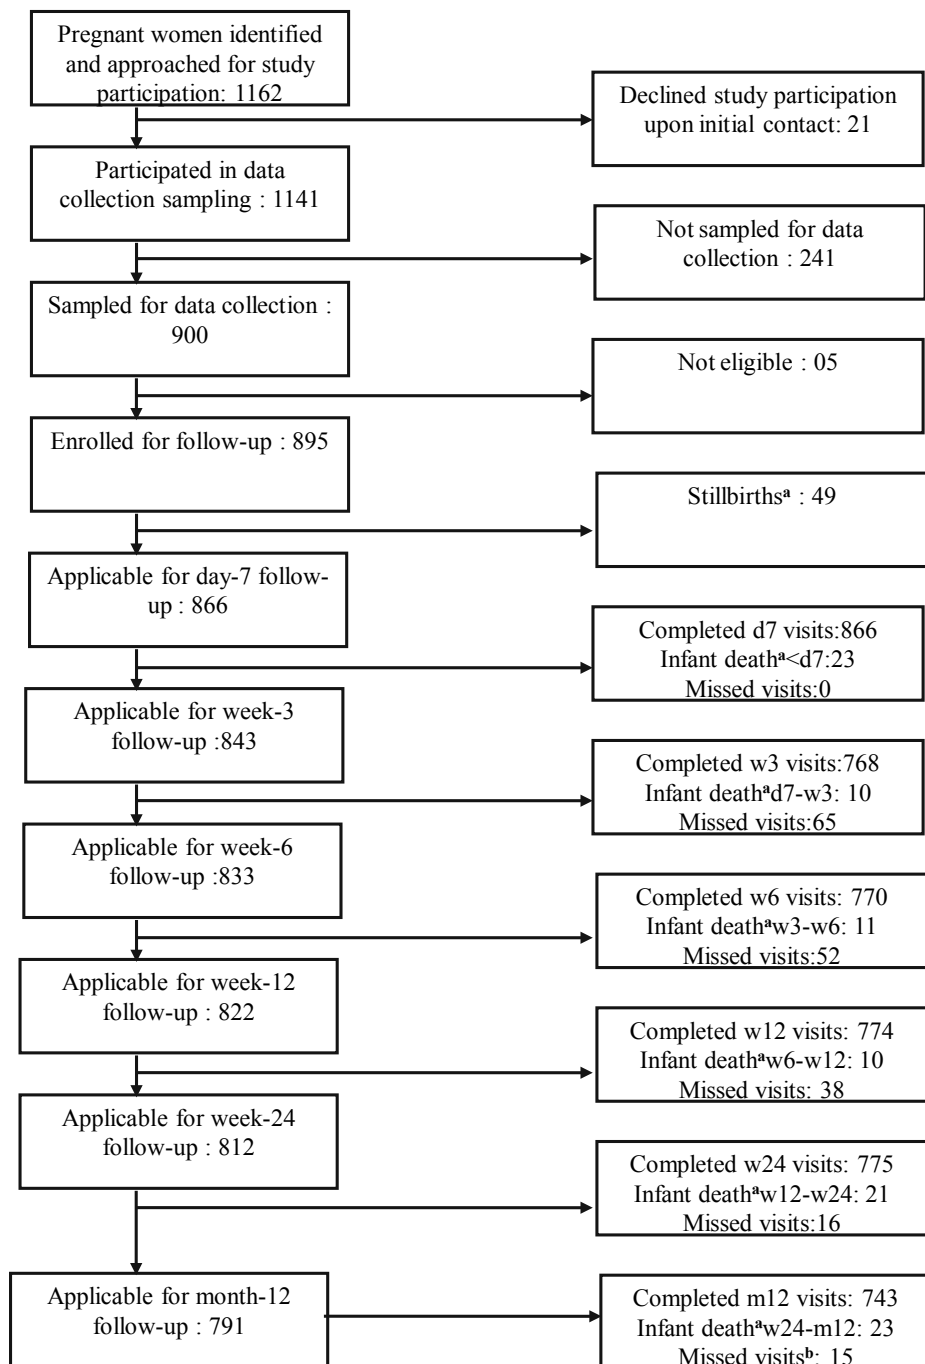 Pregnant women identified
and approached for study
participation: 1162
Declined study participation
upon initial contact: 21
Participated in data
collection sampling : 1141
Not sampled for data
collection : 241
Sampled for data collection :
900
Not eligible : 05
Enrolled for follow-up : 895
Stillbirthsᵃ : 49
Applicable for day-7 follow-
up : 866
Completed d7 visits:866
Infant deathᵃ<d7:23
Missed visits:0
Applicable for week-3
follow-up :843
Completed w3 visits:768
Infant deathᵃd7-w3: 10
Missed visits:65
Applicable for week-6
follow-up :833
Completed w6 visits: 770
Infant deathᵃw3-w6: 11
Missed visits:52
Applicable for week-12
follow-up : 822
Completed w12 visits: 774
Infant deathᵃw6-w12: 10
Missed visits: 38
Applicable for week-24
follow-up : 812
Completed w24 visits: 775
Infant deathᵃw12-w24: 21
Missed visits:16
Applicable for month-12
follow-up : 791
Completed m12 visits: 743
Infant deathᵃw24-m12: 23
Missed visitsᵇ: 15